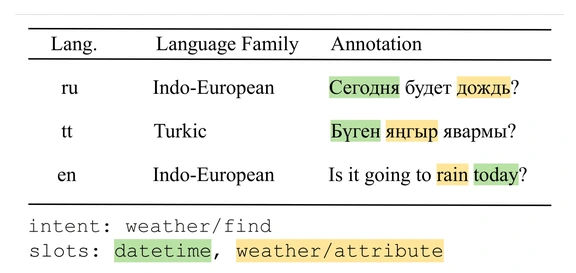 Lang. Language Family Annotation
ru Indo-European Сегодня будет дождь?
tt Turkic Бүген яңгыр явармы?
en Indo-European Is it going to rain today?
intent: weather/find
slots: datetime, weather/attribute